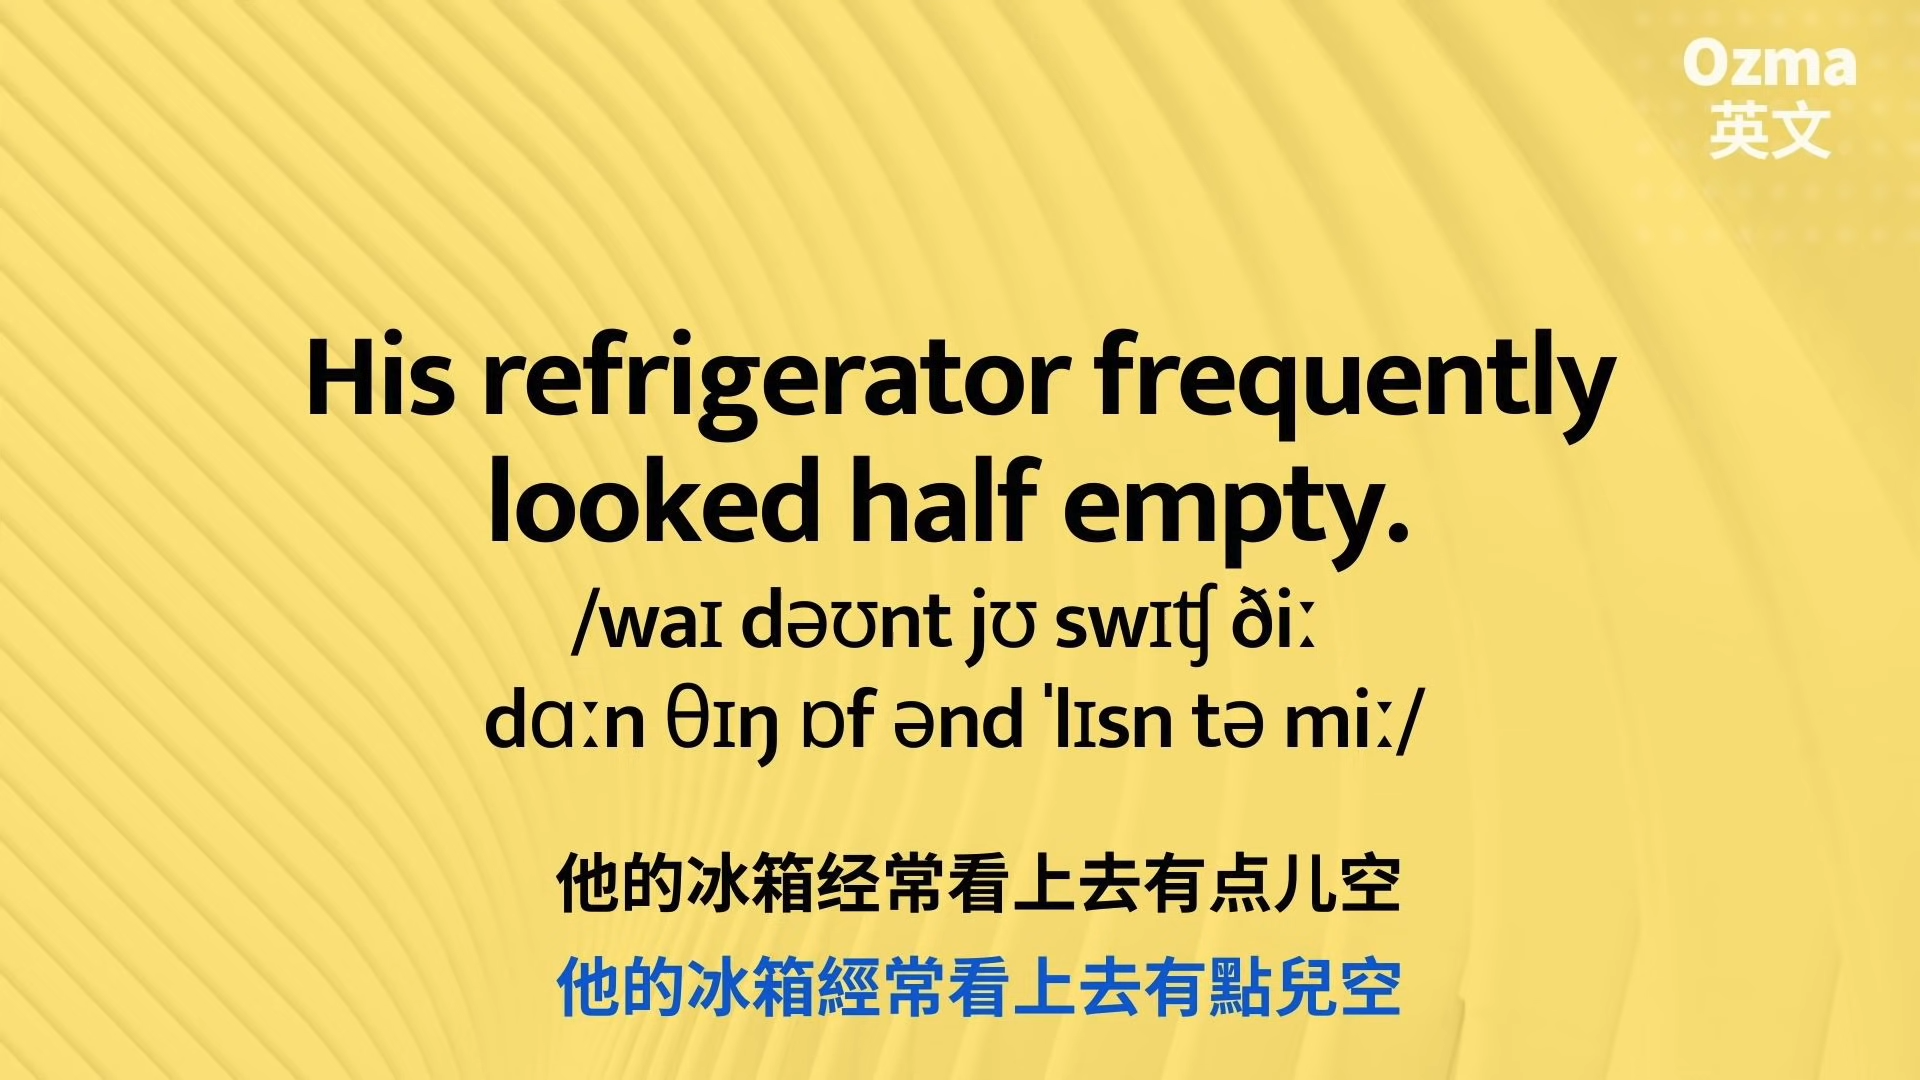 Ozma
英文
His refrigerator frequently
looked half empty.
/waɪ dəʊnt jʊ swɪʧ ðiː
dɑːn θɪŋ ɒf ənd ˈlɪsn tə miː/
他的冰箱经常看上去有点儿空
他的冰箱經常看上去有點兒空